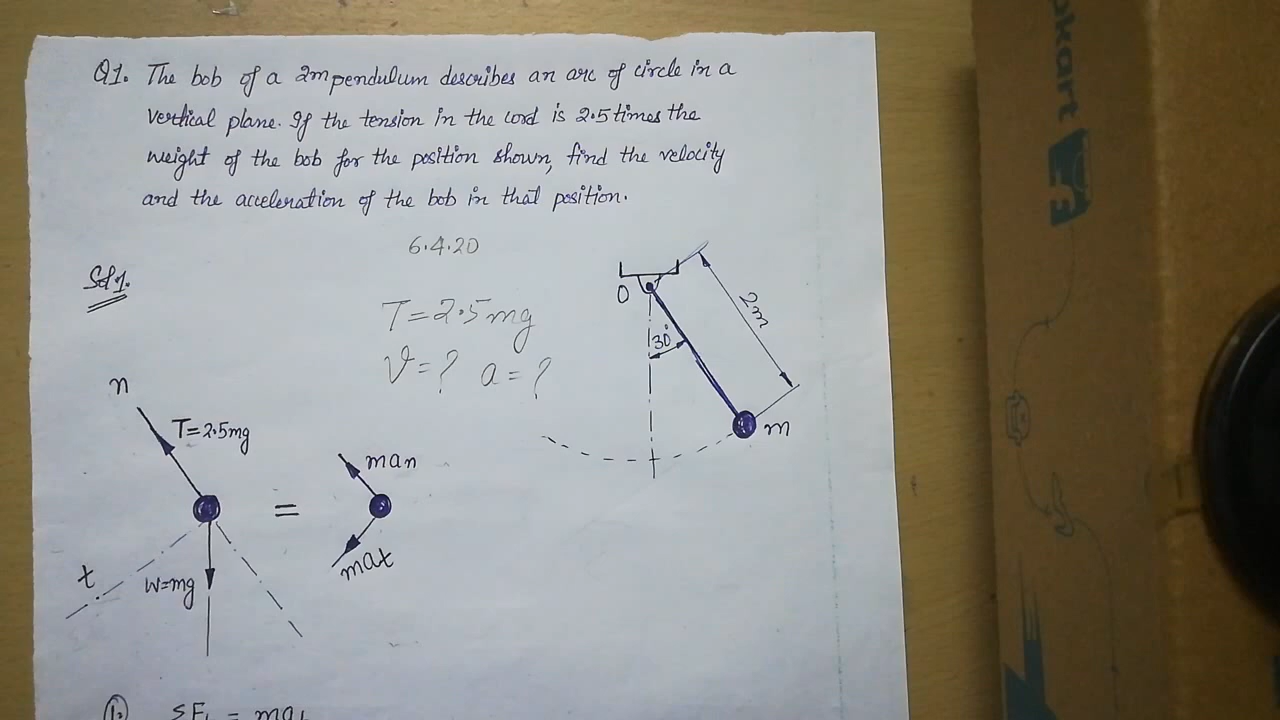 Q1. The bob of a 2m pendulum describes an arc of circle in a
vertical plane. If the tension in the cord is 2.5 times the
weight of the bob for the position shown, find the velocity
and the acceleration of the bob in that position.
6.4.20
Sol1.
T=2.5mg
v=? a=?
O
30°
2m
m
n
T=2.5mg
t
W=mg
=
man
mat
1.